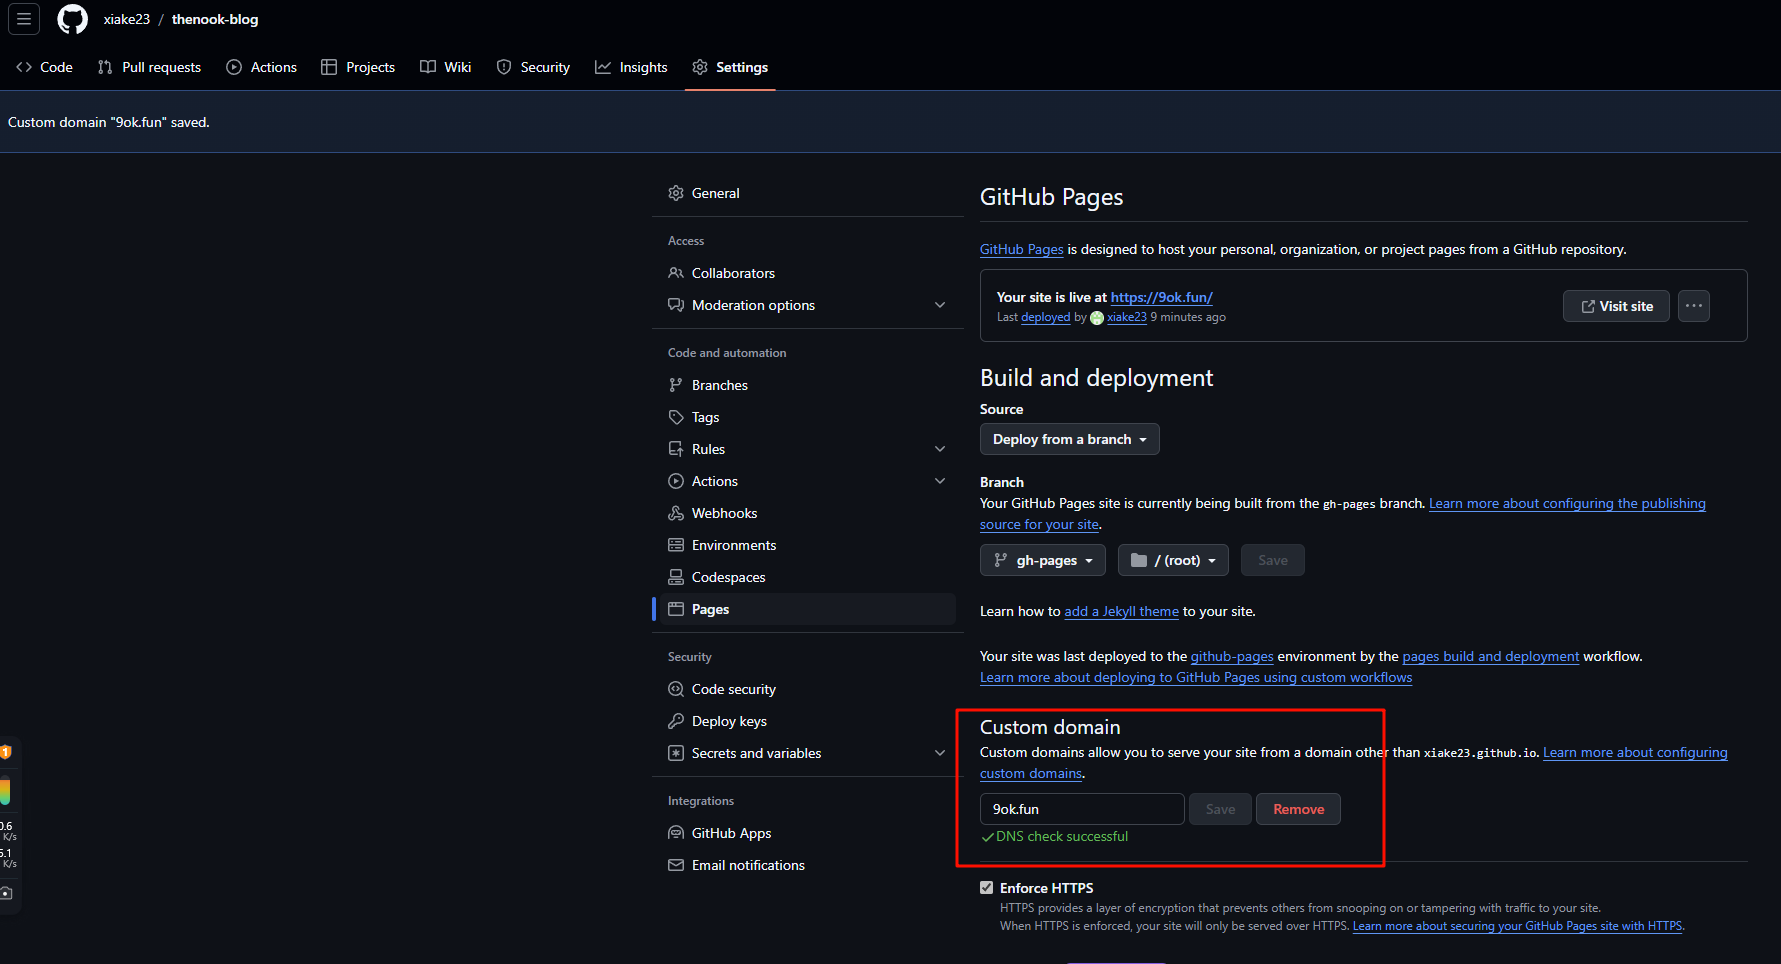 xiake23 / thenook-blog
Code Pull requests Actions Projects Wiki Security Insights Settings
Custom domain "9ok.fun" saved.
General
Access
Collaborators
Moderation options
Code and automation
Branches
Tags
Rules
Actions
Webhooks
Environments
Codespaces
Pages
Security
Code security
Deploy keys
Secrets and variables
Integrations
GitHub Apps
Email notifications
GitHub Pages
GitHub Pages is designed to host your personal, organization, or project pages from a GitHub repository.
Your site is live at https://9ok.fun/
Last deployed by xiake23 9 minutes ago
Visit site
Build and deployment
Source
Deploy from a branch
Branch
Your GitHub Pages site is currently being built from the gh-pages branch. Learn more about configuring the publishing
source for your site.
gh-pages / (root) Save
Learn how to add a Jekyll theme to your site.
Your site was last deployed to the github-pages environment by the pages build and deployment workflow.
Learn more about deploying to GitHub Pages using custom workflows
Custom domain
Custom domains allow you to serve your site from a domain other than xiake23.github.io. Learn more about configuring
custom domains.
9ok.fun Save Remove
DNS check successful
Enforce HTTPS
HTTPS provides a layer of encryption that prevents others from snooping on or tampering with traffic to your site.
When HTTPS is enforced, your site will only be served over HTTPS. Learn more about securing your GitHub Pages site with HTTPS.
1
0.6
K/s
5.1
K/s